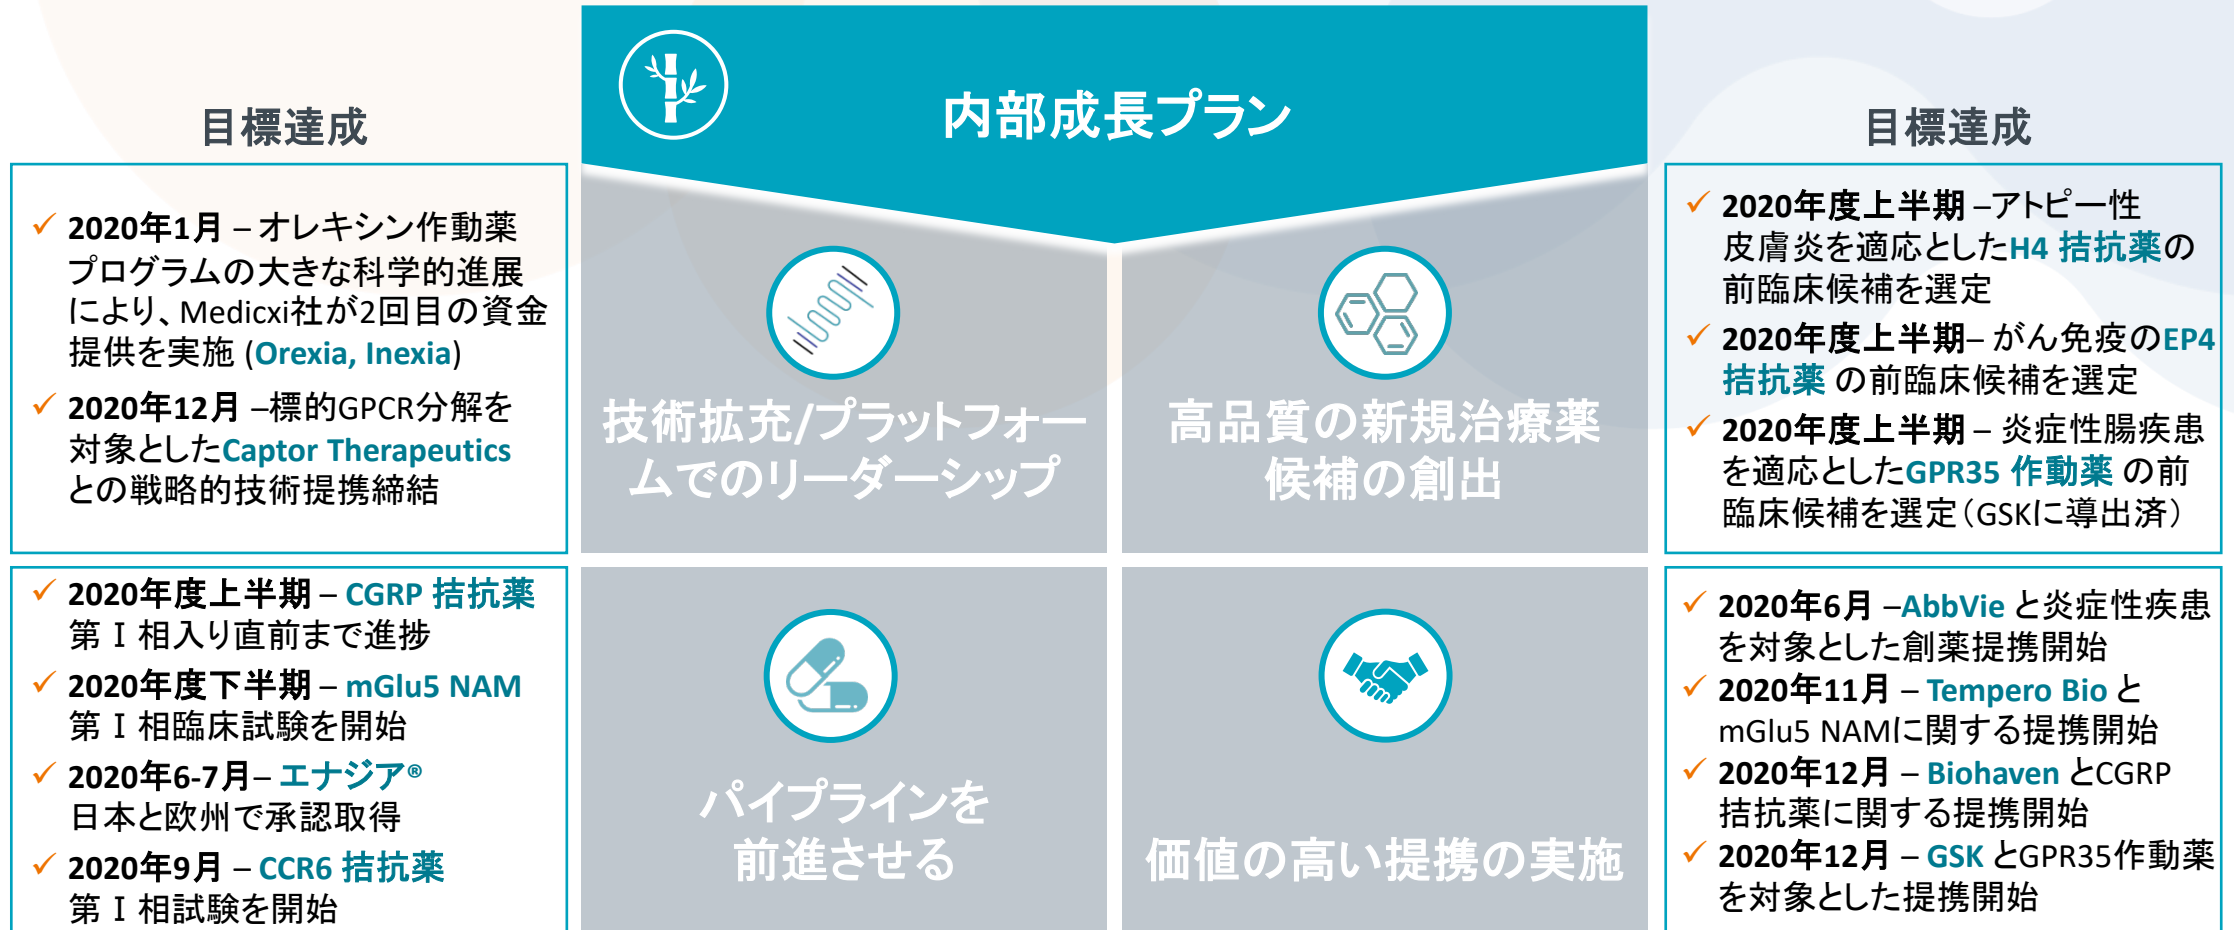 内部成長プラン
目標達成
✓ 2020年1月 – オレキシン作動薬
プログラムの大きな科学的進展
により、Medicxi社が2回目の資金
提供を実施 (Orexia, Inexia)
✓ 2020年12月 –標的GPCR分解を
対象としたCaptor Therapeutics
との戦略的技術提携締結
技術拡充/プラットフォー
ムでのリーダーシップ
高品質の新規治療薬
候補の創出
目標達成
✓ 2020年度上半期 –アトピー性
皮膚炎を適応としたH4 拮抗薬の
前臨床候補を選定
✓ 2020年度上半期– がん免疫のEP4
拮抗薬 の前臨床候補を選定
✓ 2020年度上半期 – 炎症性腸疾患
を適応としたGPR35 作動薬 の前
臨床候補を選定（GSKに導出済）
✓ 2020年度上半期 – CGRP 拮抗薬
第Ⅰ相入り直前まで進捗
✓ 2020年度下半期 – mGlu5 NAM
第Ⅰ相臨床試験を開始
✓ 2020年6-7月– エナジア®
日本と欧州で承認取得
✓ 2020年9月 – CCR6 拮抗薬
第Ⅰ相試験を開始
パイプラインを
前進させる
価値の高い提携の実施
✓ 2020年6月 –AbbVie と炎症性疾患
を対象とした創薬提携開始
✓ 2020年11月 – Tempero Bio と
mGlu5 NAMに関する提携開始
✓ 2020年12月 – Biohaven とCGRP
拮抗薬に関する提携開始
✓ 2020年12月 – GSK とGPR35作動薬
を対象とした提携開始